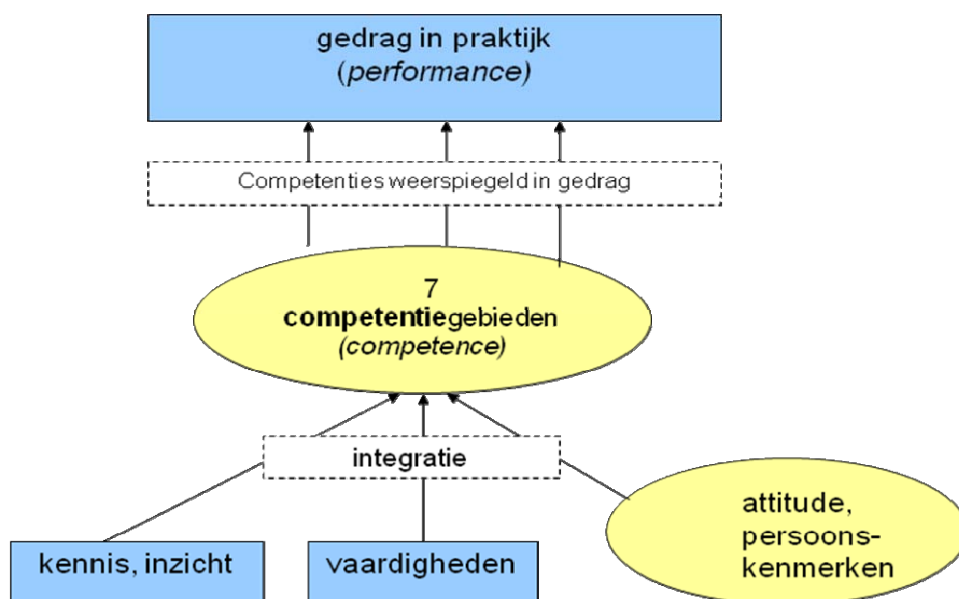 gedrag in praktijk
(performance)
Competenties weerspiegeld in gedrag
7
competentiegebieden
(competence)
integratie
kennis, inzicht
vaardigheden
attitude,
persoons-
kenmerken